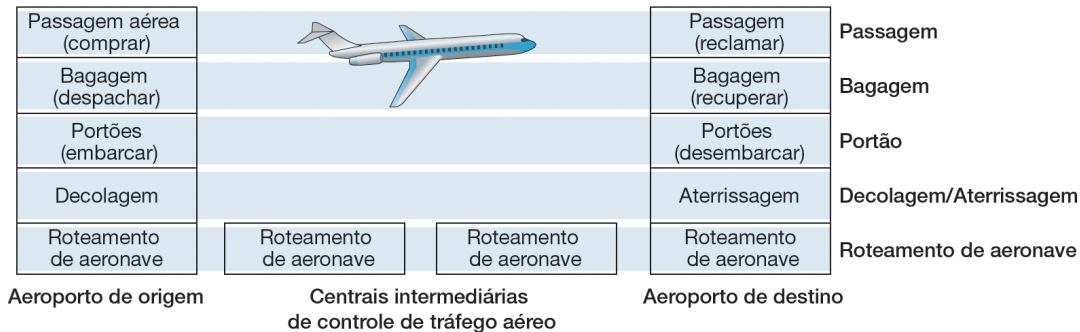 Passagem aérea
(comprar)
Passagem
(reclamar)
Passagem
Bagagem
(despachar)
Bagagem
(recuperar)
Bagagem
Portões
(embarcar)
Portões
(desembarcar)
Portão
Decolagem
Aterrissagem
Decolagem/Aterrissagem
Roteamento
de aeronave
Roteamento
de aeronave
Roteamento
de aeronave
Roteamento
de aeronave
Roteamento de aeronave
Aeroporto de origem
Centrais intermediárias
de controle de tráfego aéreo
Aeroporto de destino